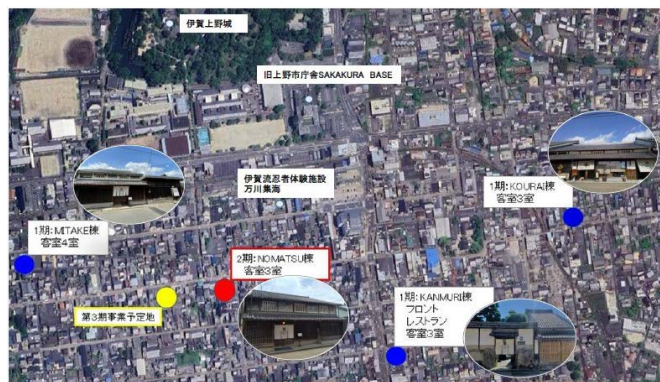 伊賀上野城
旧上野市庁舎SAKAKURA BASE
伊賀流忍者体験施設
万川集海
1期:KOURAI棟
客室3室
1期:MITAKE棟
客室4室
2期:NOMATSU棟
客室3室
第3期事業予定地
1期:KANMURI棟
フロント
レストラン
客室3室